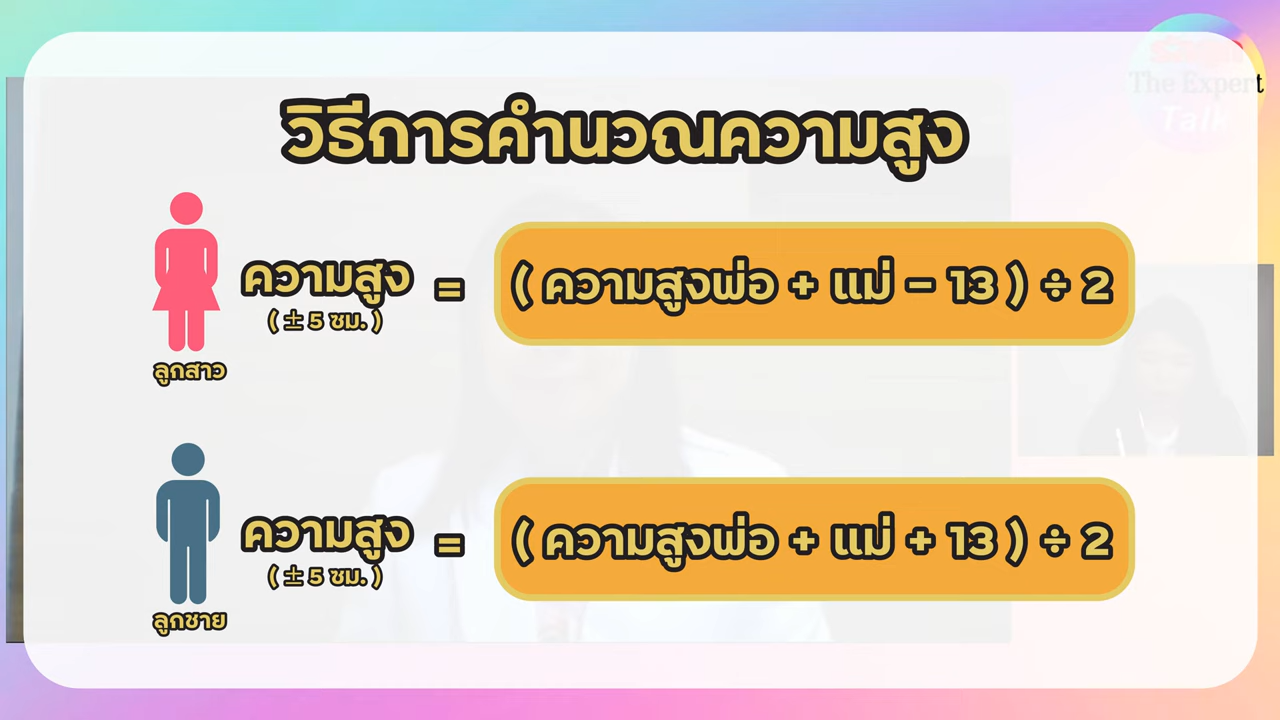 วิธีการคำนวณความสูง
ความสูง = ( ความสูงพ่อ + แม่ - 13 ) ÷ 2
( ± 5 ซม. )
ลูกสาว
ความสูง = ( ความสูงพ่อ + แม่ + 13 ) ÷ 2
( ± 5 ซม. )
ลูกชาย
The Expert
Talk